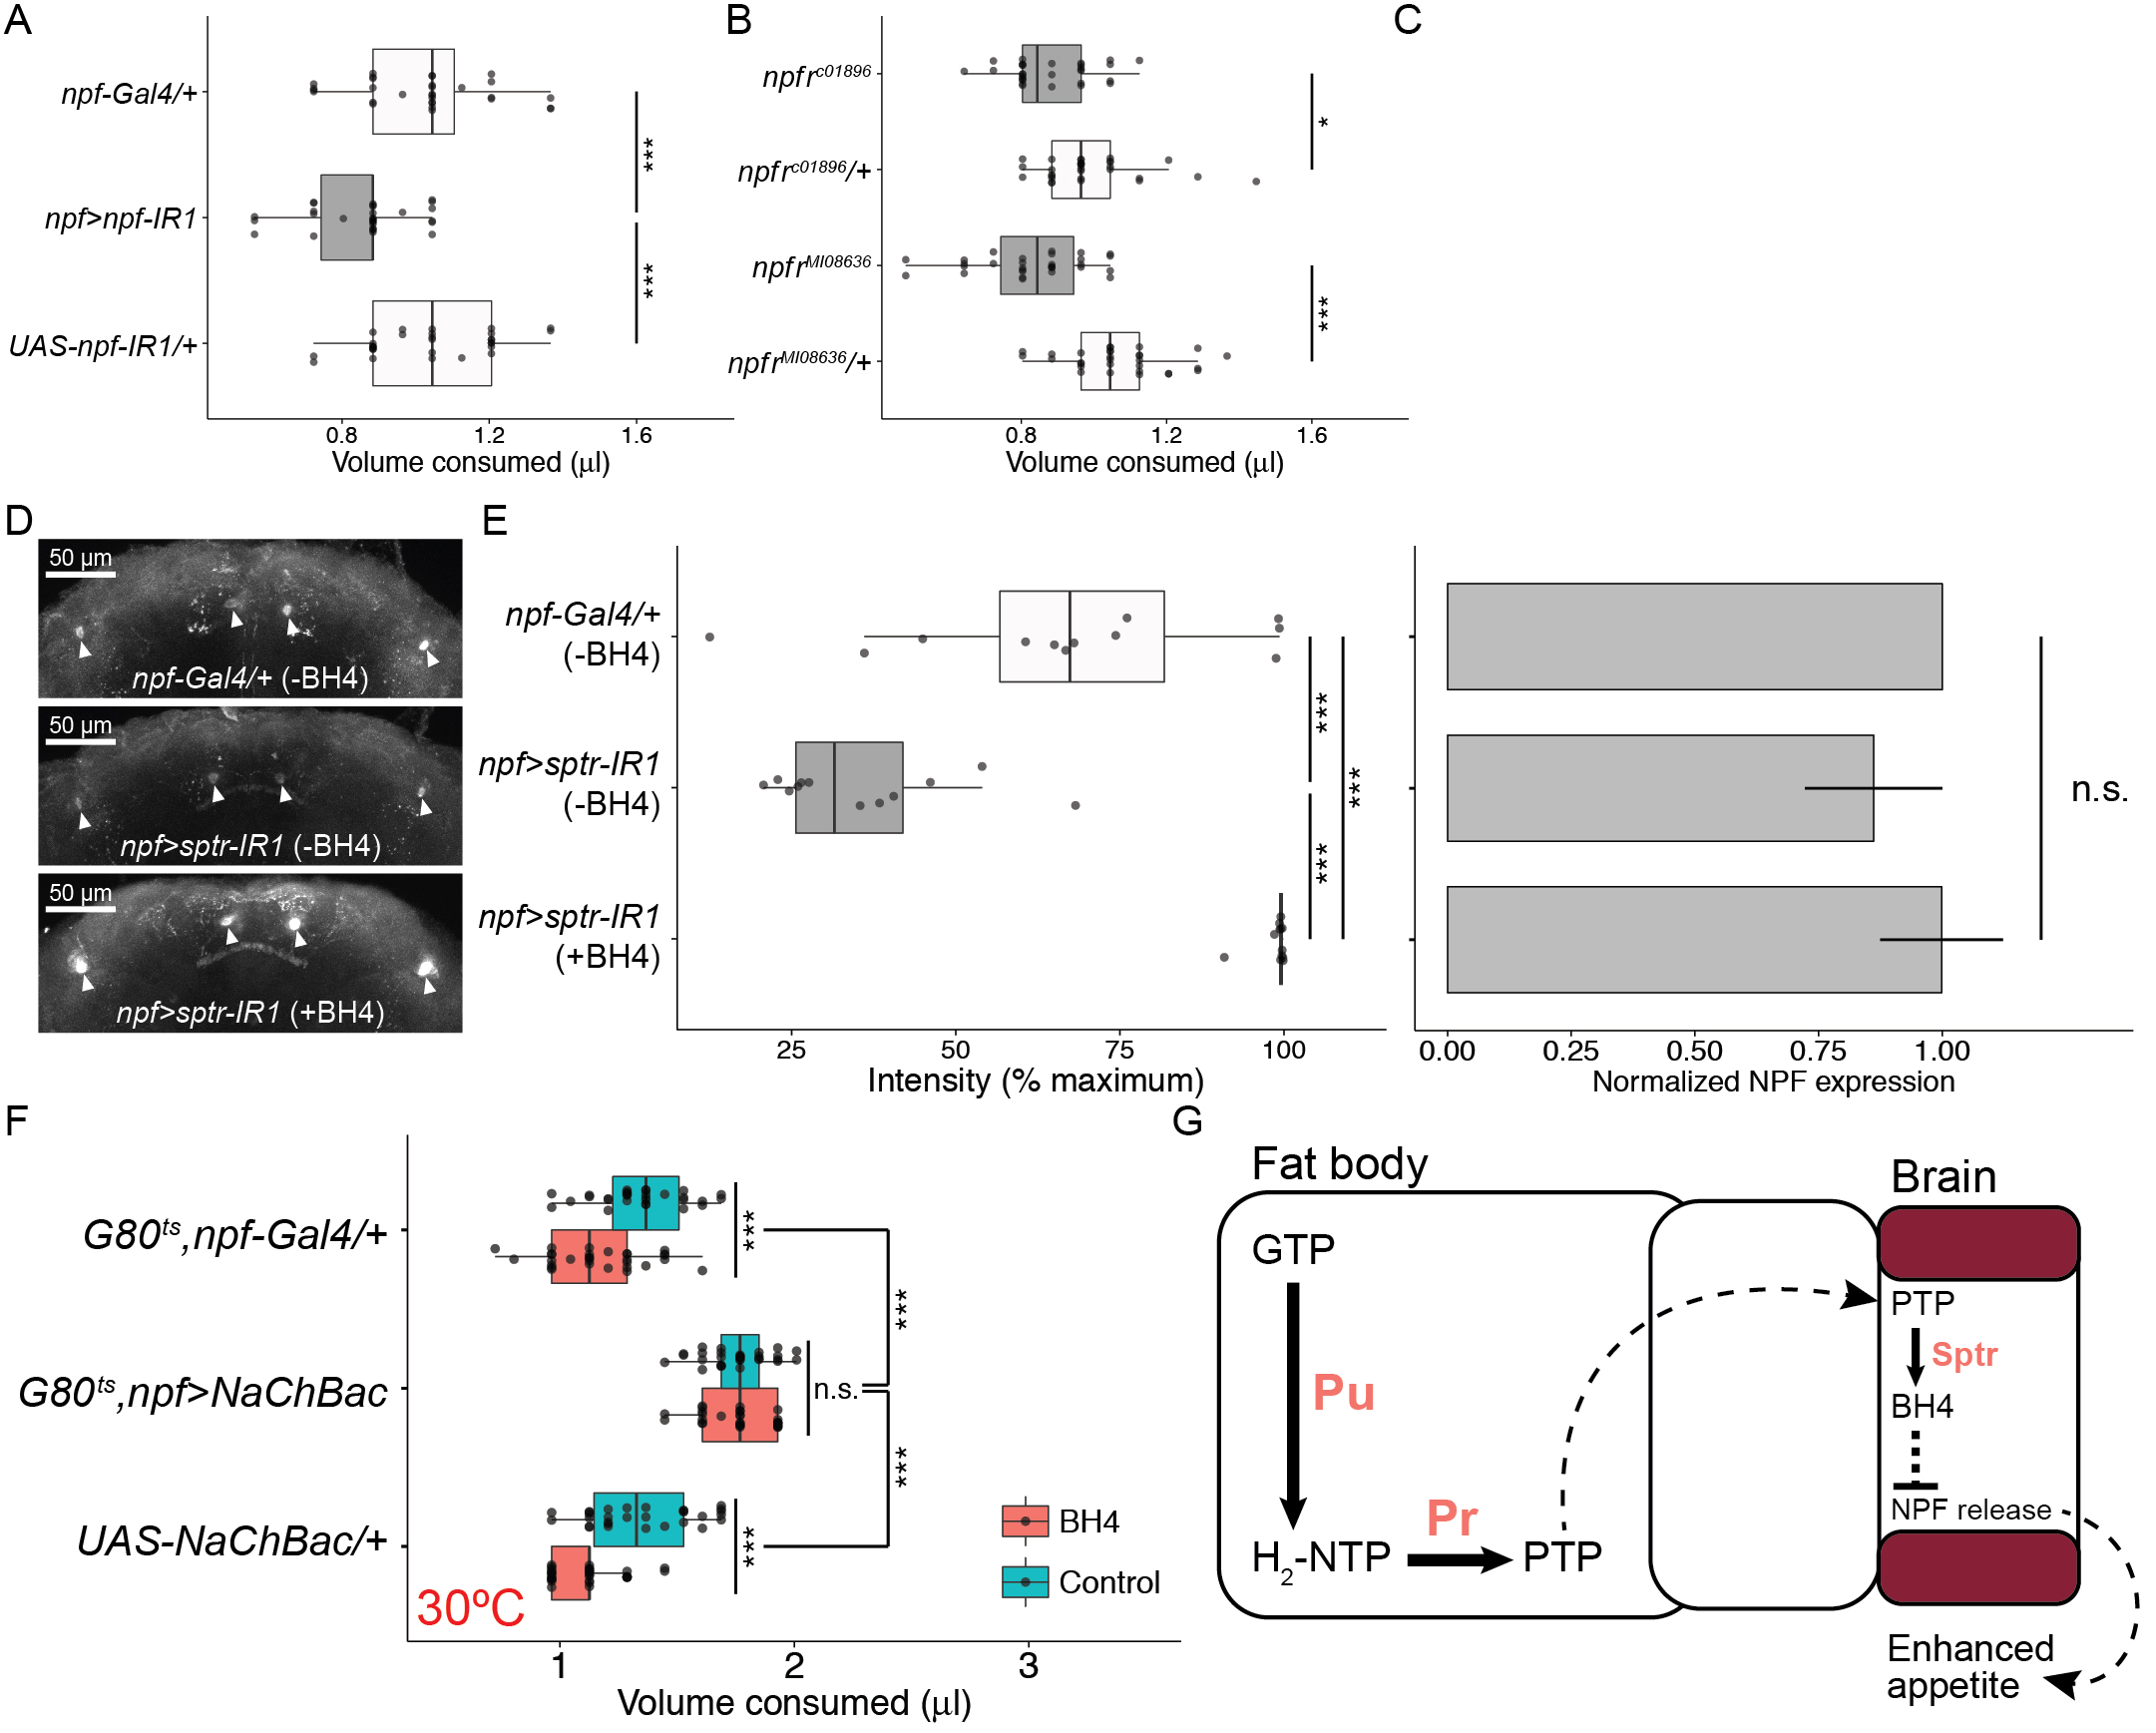 A
npf-Gal4/+
npf>npf-IR1
UAS-npf-IR1/+
***
***
0.8 1.2 1.6
Volume consumed (µl)
B
npfr^c01896
npfr^c01896/+
npfr^MI08636
npfr^MI08636/+
*
***
0.8 1.2 1.6
Volume consumed (µl)
C
D
50 µm
npf-Gal4/+ (-BH4)
50 µm
npf>sptr-IR1 (-BH4)
50 µm
npf>sptr-IR1 (+BH4)
E
npf-Gal4/+
(-BH4)
npf>sptr-IR1
(-BH4)
npf>sptr-IR1
(+BH4)
***
***
***
25 50 75 100
Intensity (% maximum)
n.s.
0.00 0.25 0.50 0.75 1.00
Normalized NPF expression
F
G80^ts,npf-Gal4/+
G80^ts,npf>NaChBac
UAS-NaChBac/+
***
n.s.
***
***
***
30ºC
BH4
Control
1 2 3
Volume consumed (µl)
G
Fat body
Brain
GTP
Pu
H2-NTP
Pr
PTP
PTP
Sptr
BH4
NPF release
Enhanced
appetite